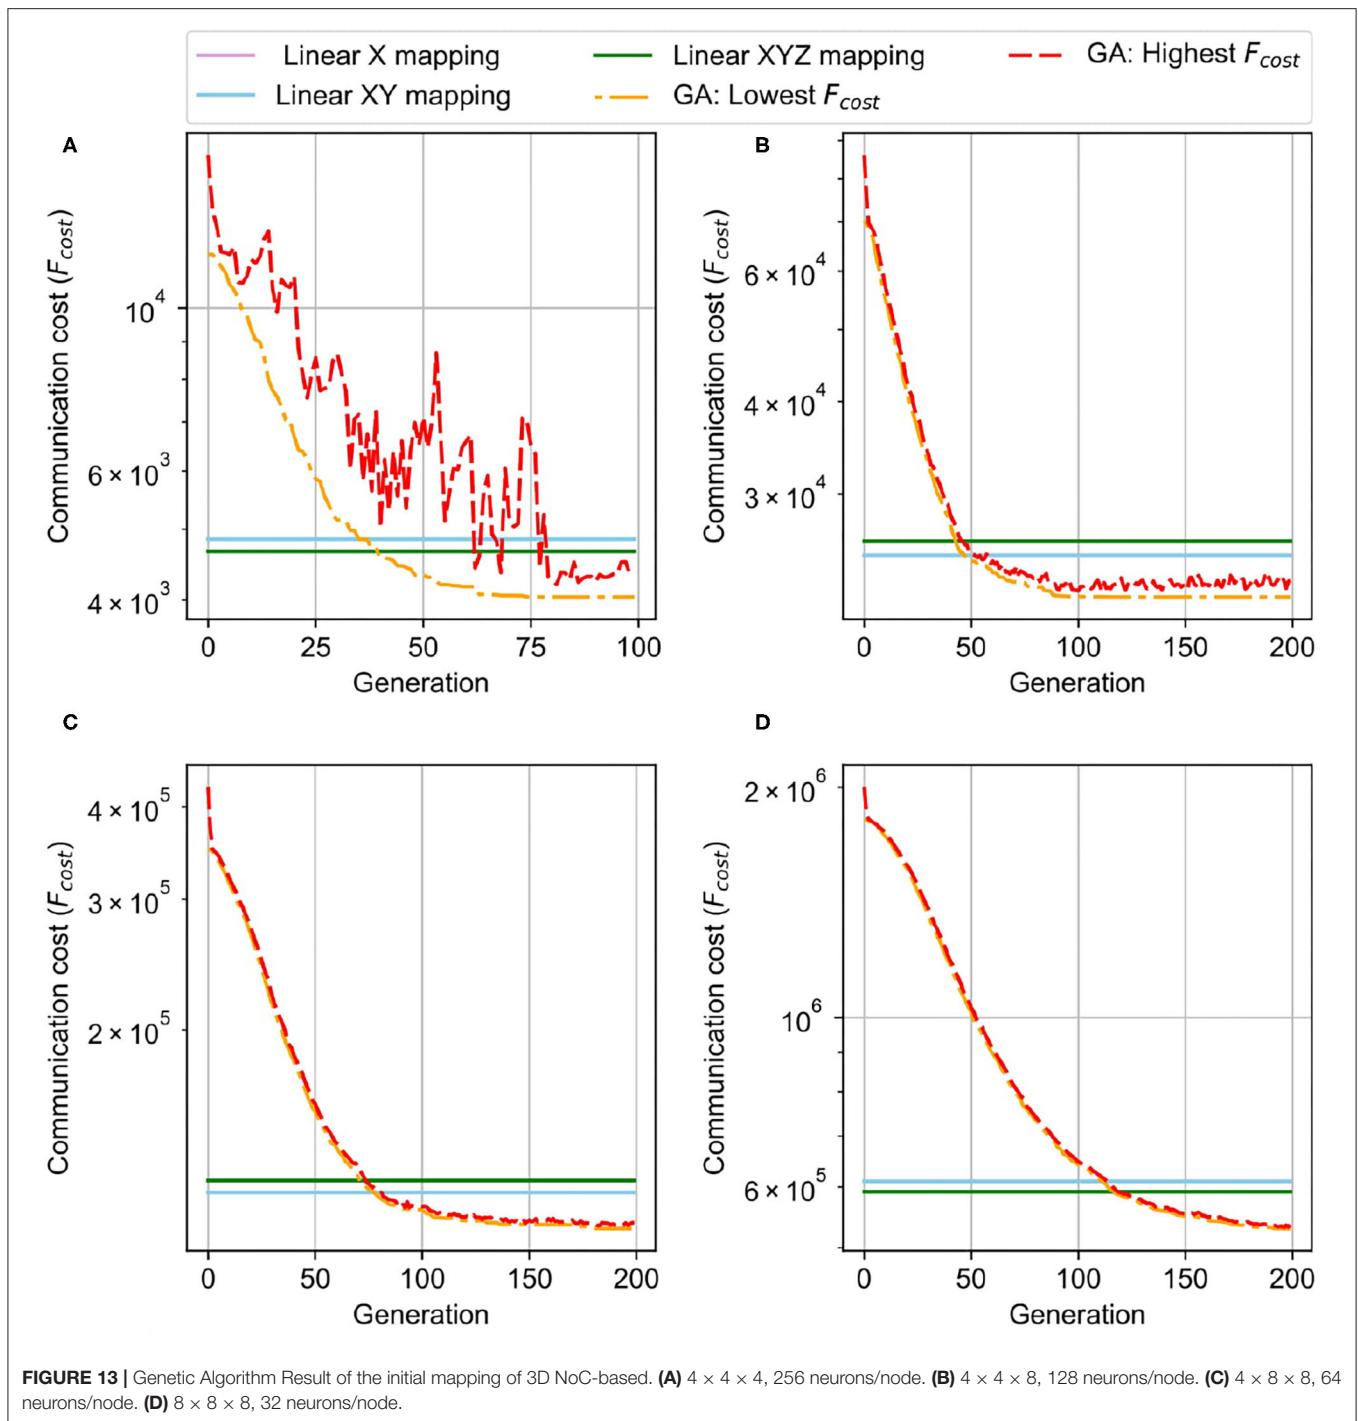 Linear X mapping
Linear XY mapping
Linear XYZ mapping
GA: Lowest F_cost
GA: Highest F_cost
A
Communication cost (F_cost)
10^4
6 × 10^3
4 × 10^3
0 25 50 75 100
Generation
B
Communication cost (F_cost)
6 × 10^4
4 × 10^4
3 × 10^4
0 50 100 150 200
Generation
C
Communication cost (F_cost)
4 × 10^5
3 × 10^5
2 × 10^5
0 50 100 150 200
Generation
D
Communication cost (F_cost)
2 × 10^6
10^6
6 × 10^5
0 50 100 150 200
Generation
FIGURE 13 | Genetic Algorithm Result of the initial mapping of 3D NoC-based. (A) 4 × 4 × 4, 256 neurons/node. (B) 4 × 4 × 8, 128 neurons/node. (C) 4 × 8 × 8, 64
neurons/node. (D) 8 × 8 × 8, 32 neurons/node.